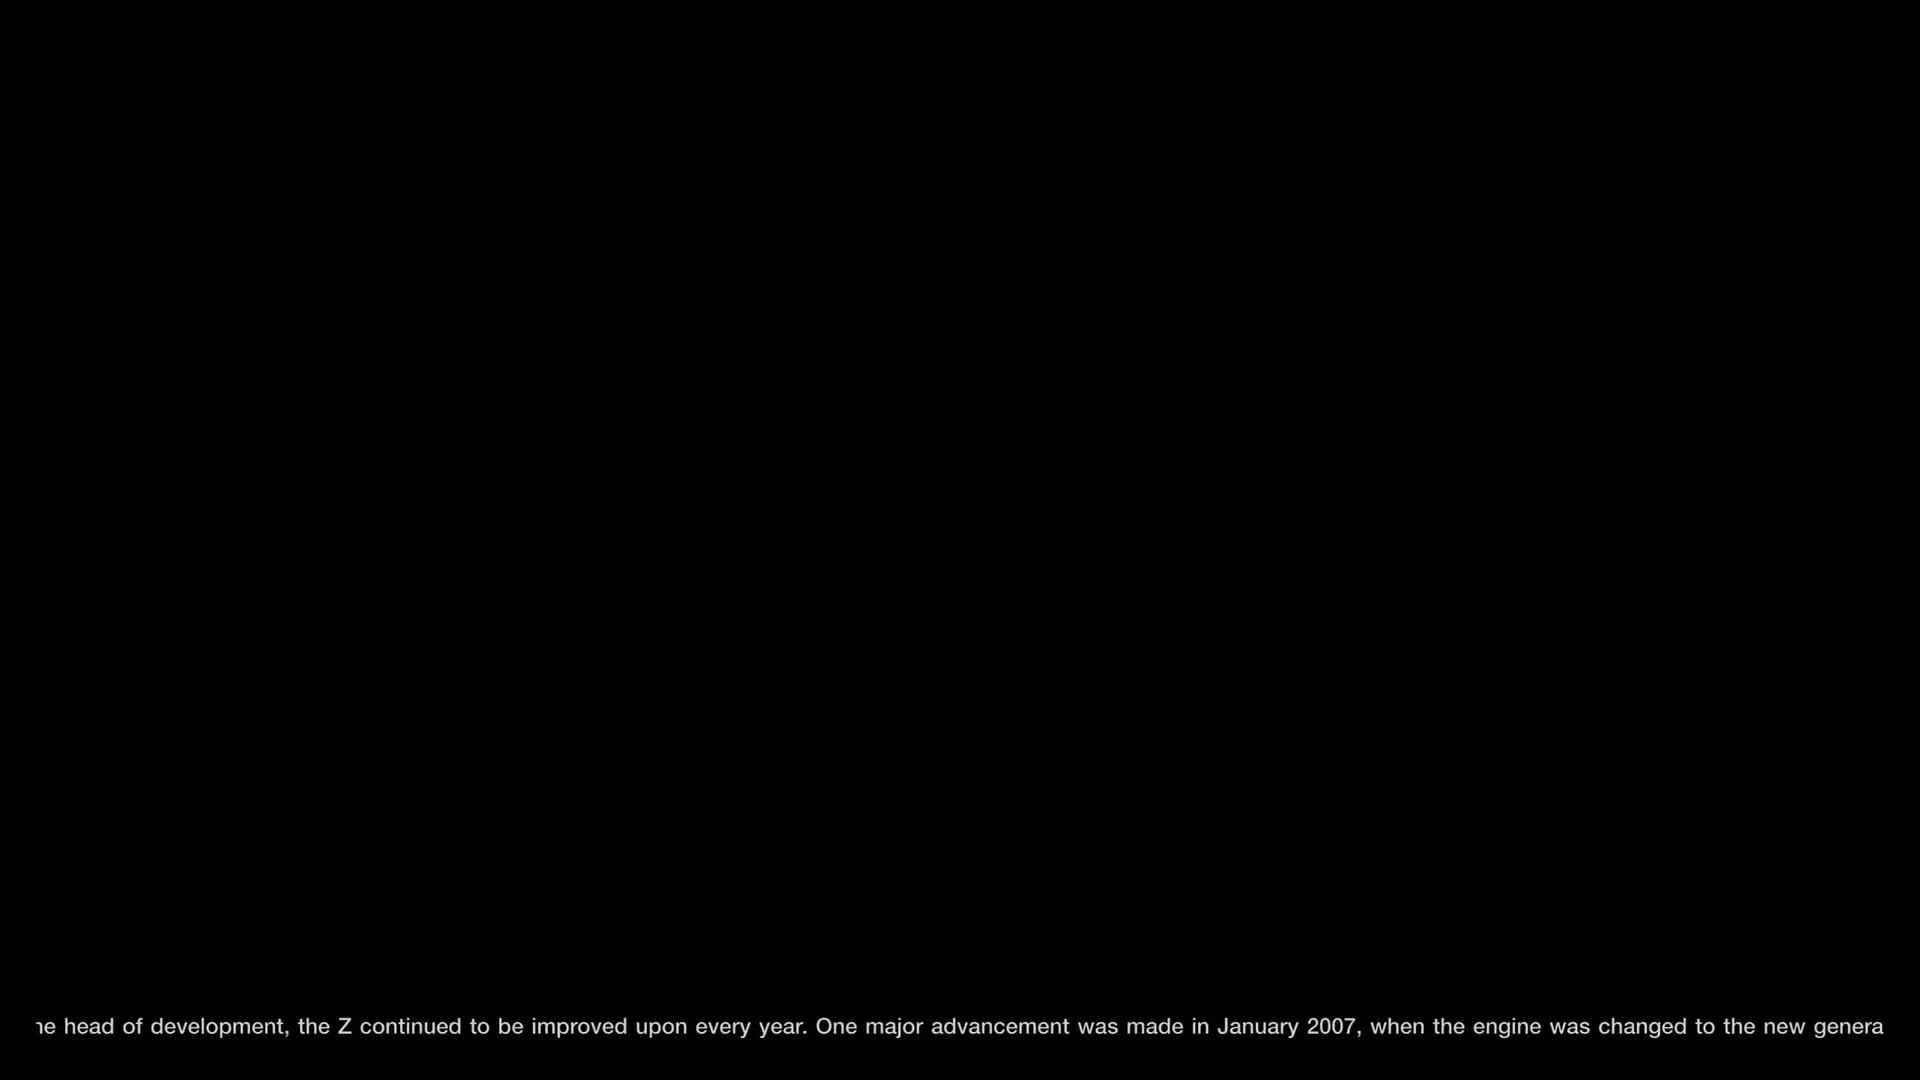 head of development, the Z continued to be improved upon every year. One major advancement was made in January 2007, when the engine was changed to the new